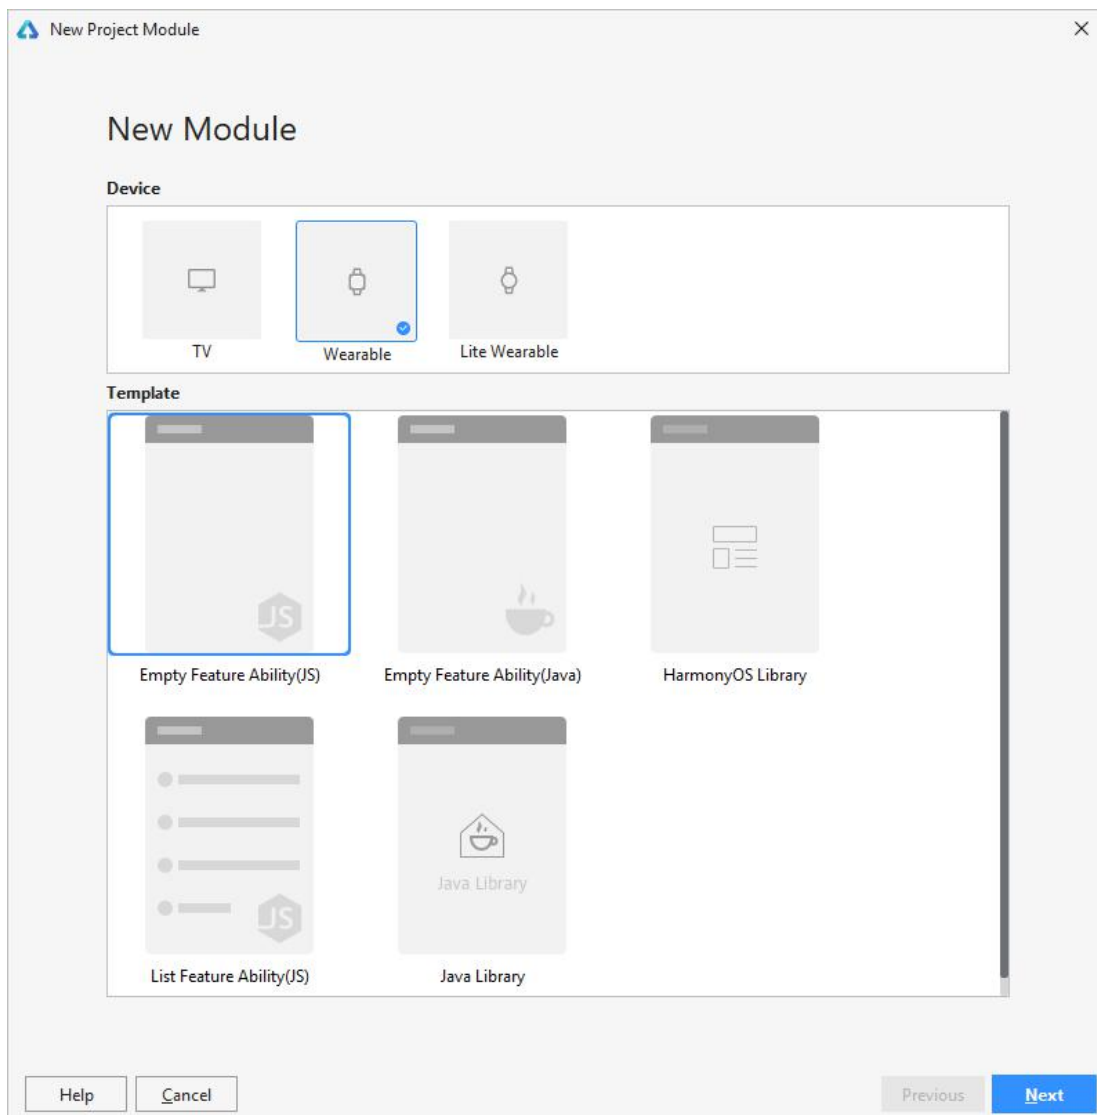 New Project Module
New Module
Device
TV
Wearable
Lite Wearable
Template
JS
Empty Feature Ability(JS)
Empty Feature Ability(Java)
HarmonyOS Library
JS
Java Library
List Feature Ability(JS)
Java Library
Help
Cancel
Previous
Next